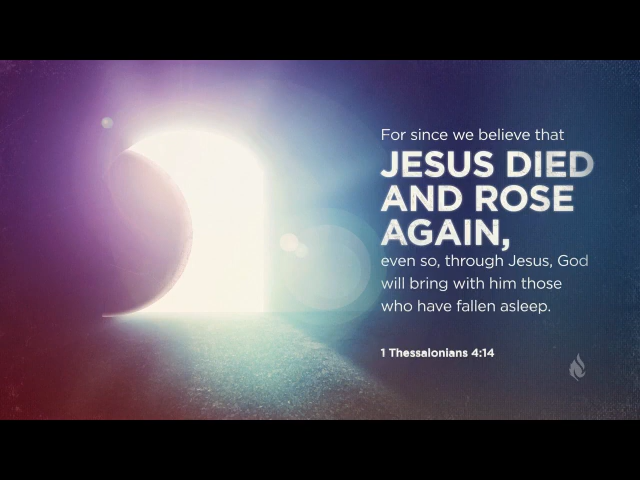 For since we believe that
JESUS DIED
AND ROSE
AGAIN,
even so, through Jesus, God
will bring with him those
who have fallen asleep.
1 Thessalonians 4:14